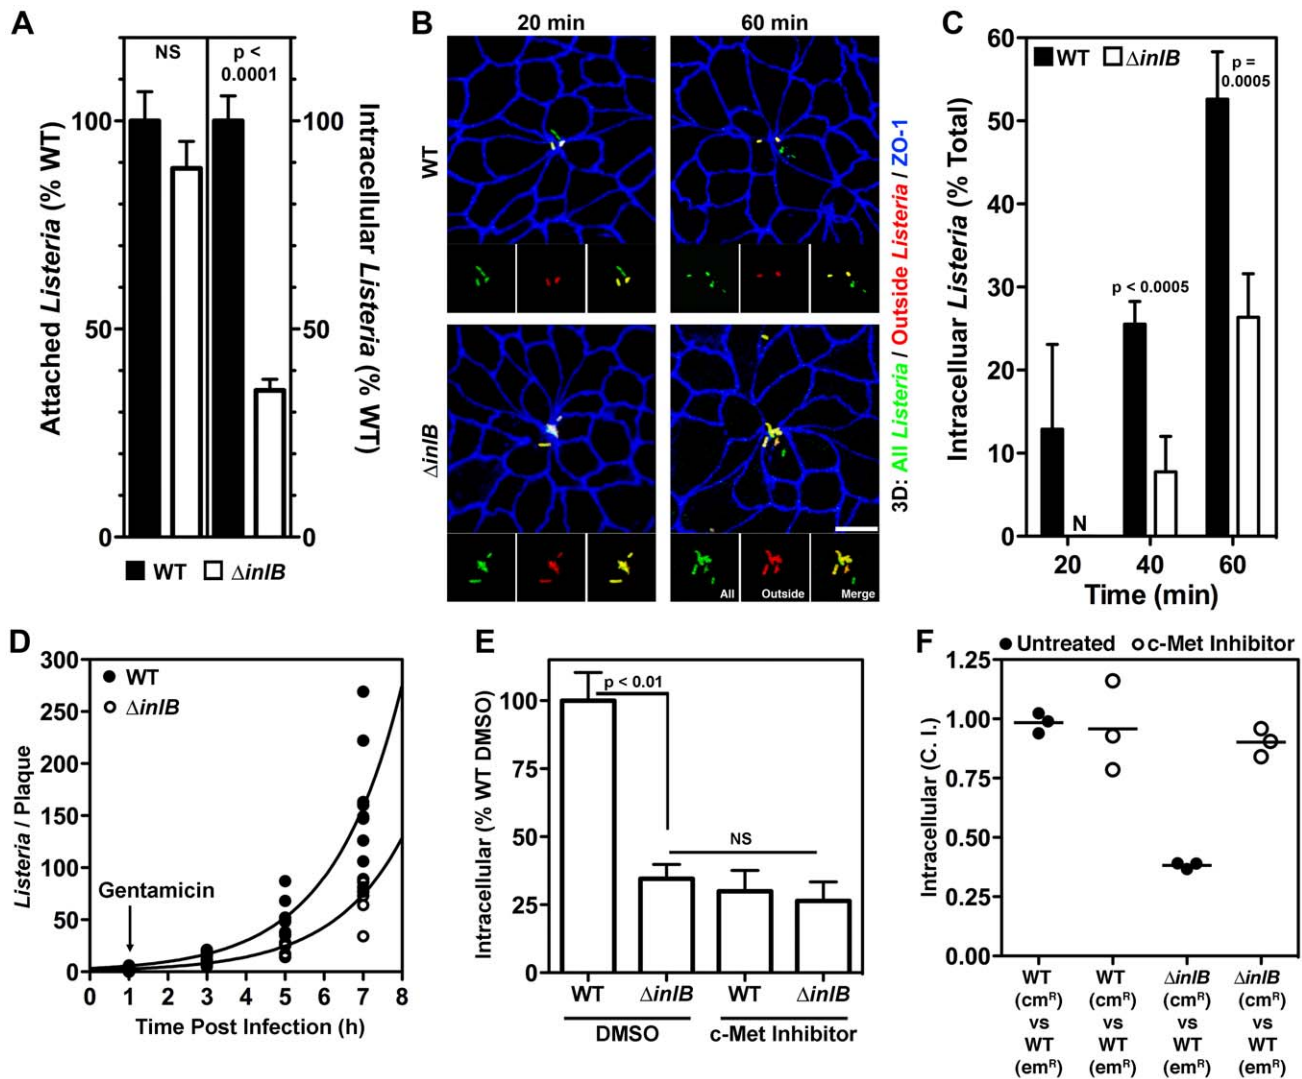 A
NS
p <
0.0001
100
50
0
Attached Listeria (% WT)
100
50
0
Intracellular Listeria (% WT)
WT
ΔinlB
B
20 min
60 min
WT
ΔinlB
All
Outside
Merge
3D: All Listeria / Outside Listeria / ZO-1
C
WT
ΔinlB
p =
0.0005
p < 0.0005
N
60
50
40
30
20
10
0
Intracelluar Listeria (% Total)
20
40
60
Time (min)
D
WT
ΔinlB
Gentamicin
300
250
200
150
100
50
0
Listeria / Plaque
0 1 2 3 4 5 6 7 8
Time Post Infection (h)
E
p < 0.01
NS
100
75
50
25
0
Intracellular (% WT DMSO)
WT
ΔinlB
WT
ΔinlB
DMSO
c-Met Inhibitor
F
Untreated
c-Met Inhibitor
1.25
1.00
0.75
0.50
0.25
0.00
Intracellular (C. I.)
WT
(cmR)
vs
WT
(emR)
WT
(cmR)
vs
WT
(emR)
ΔinlB
(cmR)
vs
WT
(emR)
ΔinlB
(cmR)
vs
WT
(emR)